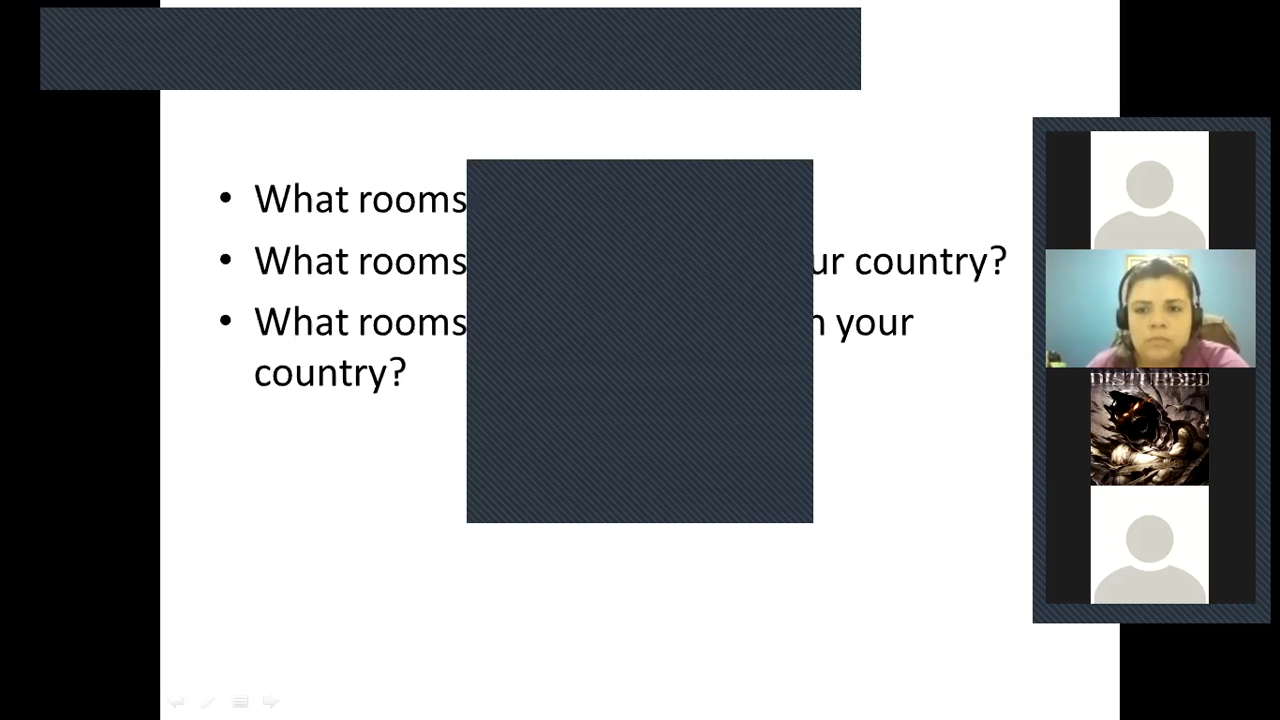 • What rooms
• What rooms ur country?
• What rooms your
country?
DISTURBED